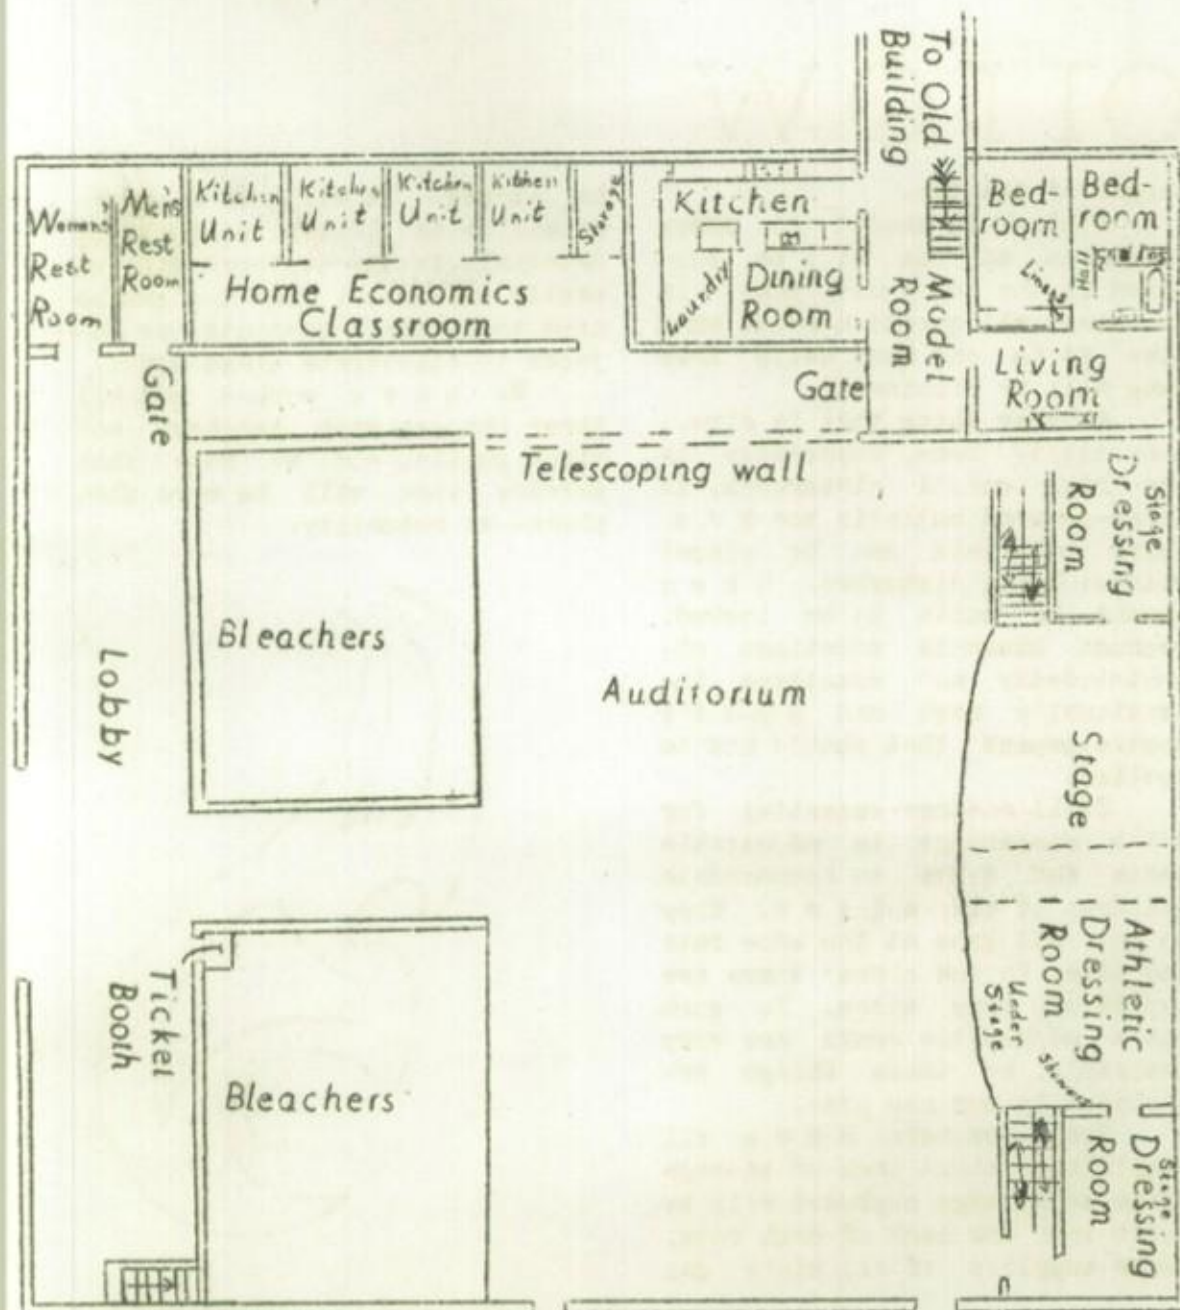 To Old
Building
Women's
Rest
Room
Men's
Rest
Room
Kitchen
Unit
Kitchen
Unit
Kitchen
Unit
Kitchen
Unit
Storage
Home Economics
Classroom
Kitchen
Laundry
Dining
Room
Model
Room
Bed-
room
Bed-
room
Linens
Living
Room
Gate
Gate
Telescoping wall
Stage
Dressing
Room
Bleachers
Lobby
Auditorium
Stage
Ticket
Booth
Bleachers
Athletic
Dressing
Room
Under
Stage
Showers
Stage
Dressing
Room